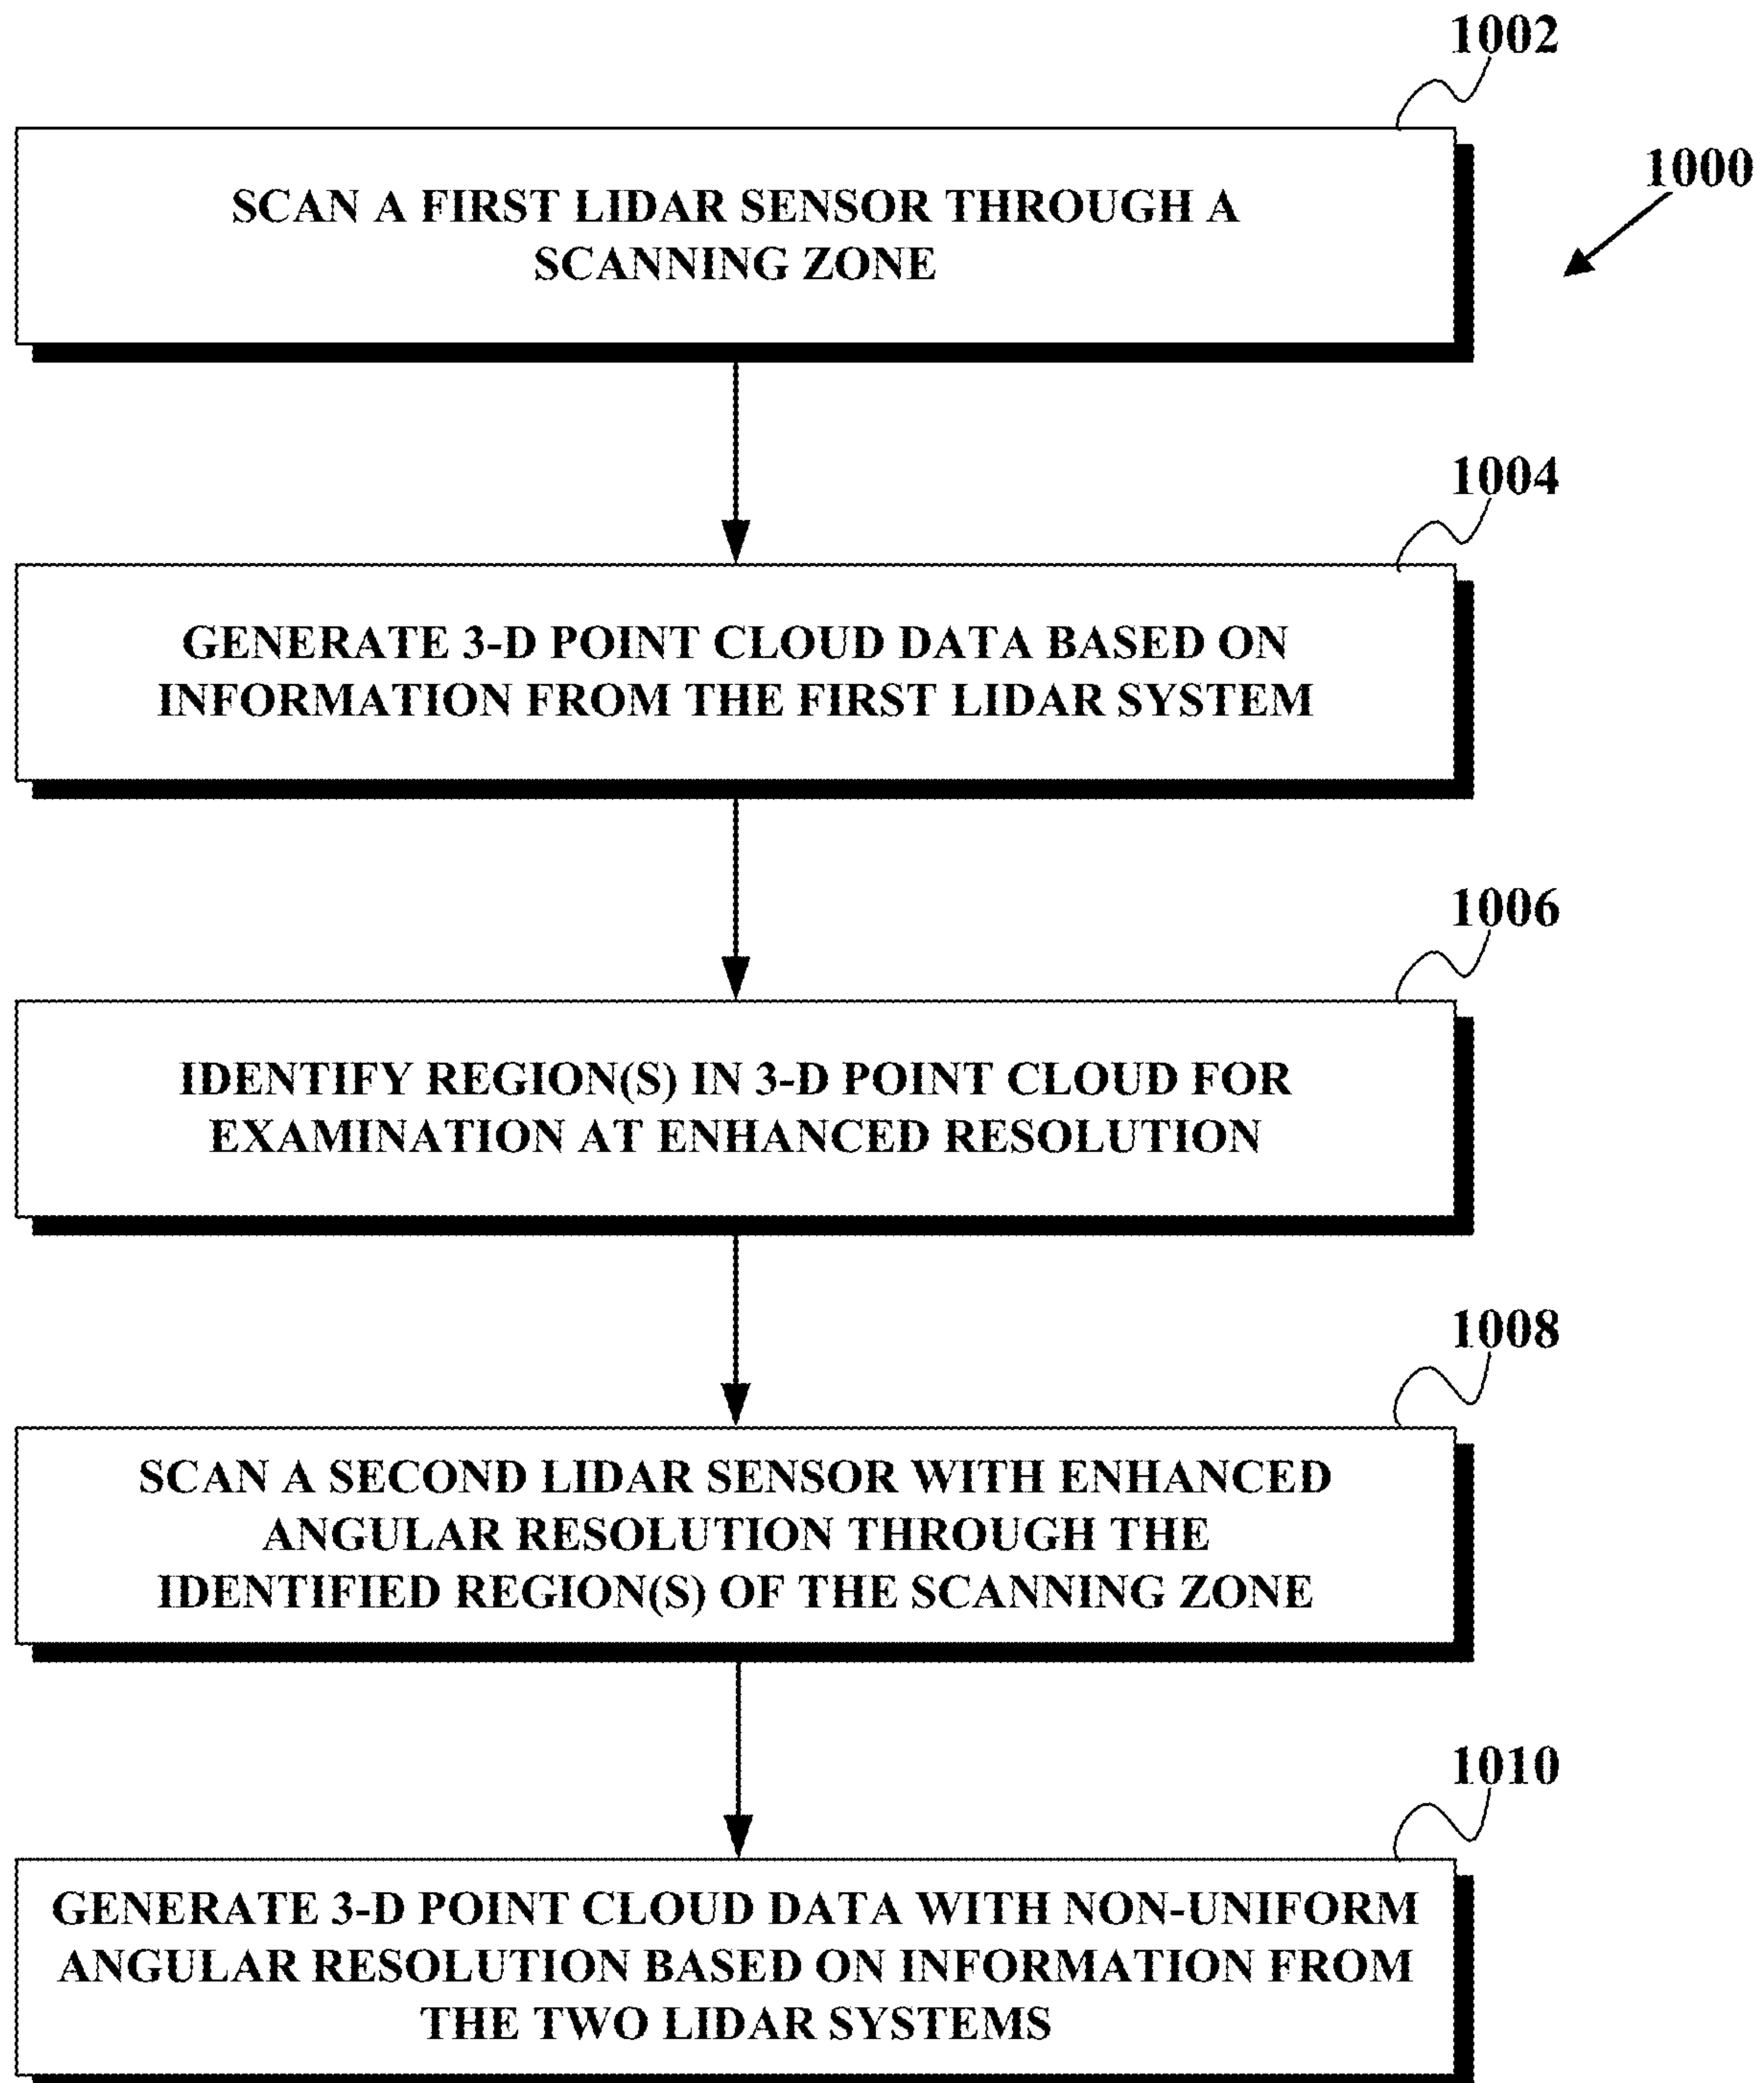 1002
1000
SCAN A FIRST LIDAR SENSOR THROUGH A
SCANNING ZONE
1004
GENERATE 3-D POINT CLOUD DATA BASED ON
INFORMATION FROM THE FIRST LIDAR SYSTEM
1006
IDENTIFY REGION(S) IN 3-D POINT CLOUD FOR
EXAMINATION AT ENHANCED RESOLUTION
1008
SCAN A SECOND LIDAR SENSOR WITH ENHANCED
ANGULAR RESOLUTION THROUGH THE
IDENTIFIED REGION(S) OF THE SCANNING ZONE
1010
GENERATE 3-D POINT CLOUD DATA WITH NON-UNIFORM
ANGULAR RESOLUTION BASED ON INFORMATION FROM
THE TWO LIDAR SYSTEMS